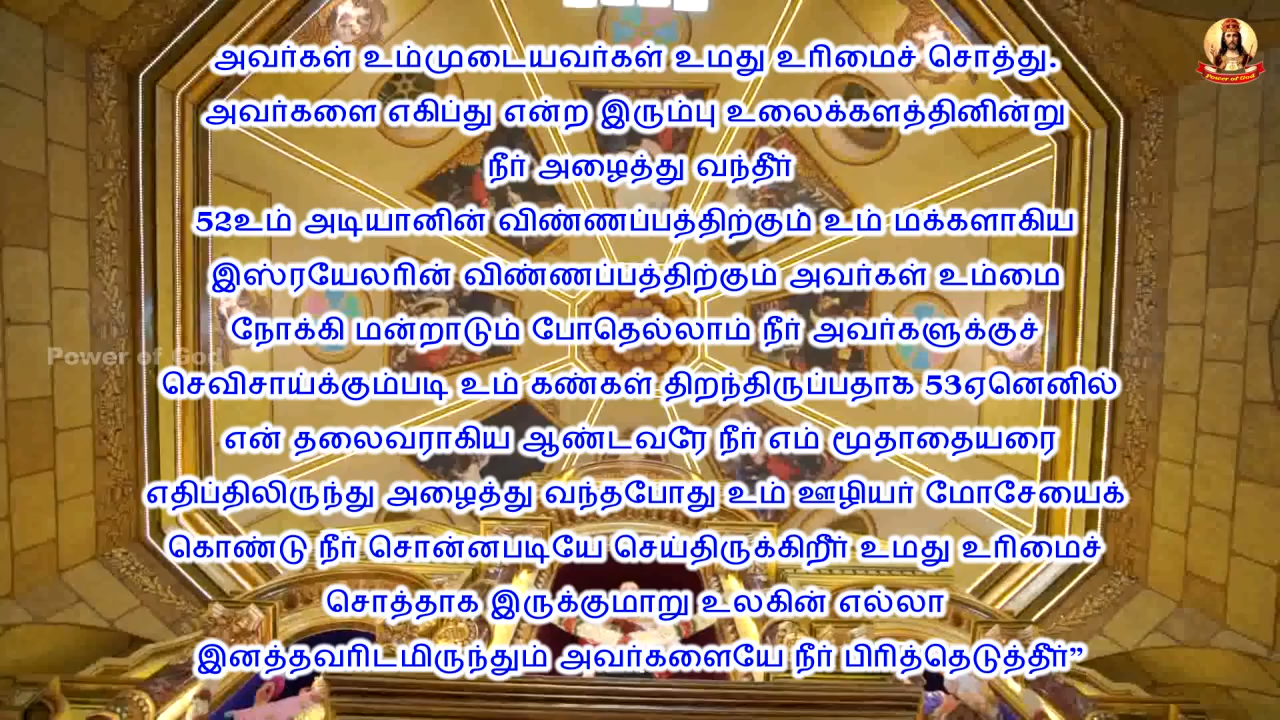 அவர்கள் உம்முடையவர்கள் உமது உரிமைச் சொத்து.
அவர்களை எகிப்து என்ற இரும்பு உலைக்களத்தினின்று
நீர் அழைத்து வந்தீர்
52உம் அடியானின் விண்ணப்பத்திற்கும் உம் மக்களாகிய
இஸ்ரயேலரின் விண்ணப்பத்திற்கும் அவர்கள் உம்மை
நோக்கி மன்றாடும் போதெல்லாம் நீர் அவர்களுக்குச்
செவிசாய்க்கும்படி உம் கண்கள் திறந்திருப்பதாக 53ஏனெனில்
என் தலைவராகிய ஆண்டவரே நீர் எம் மூதாதையரை
எதிப்திலிருந்து அழைத்து வந்தபோது உம் ஊழியர் மோசேயைக்
கொண்டு நீர் சொன்னபடியே செய்திருக்கிறீர் உமது உரிமைச்
சொத்தாக இருக்குமாறு உலகின் எல்லா
இனத்தவரிடமிருந்தும் அவர்களையே நீர் பிரித்தெடுத்தீர்”
Power of God
Power of God